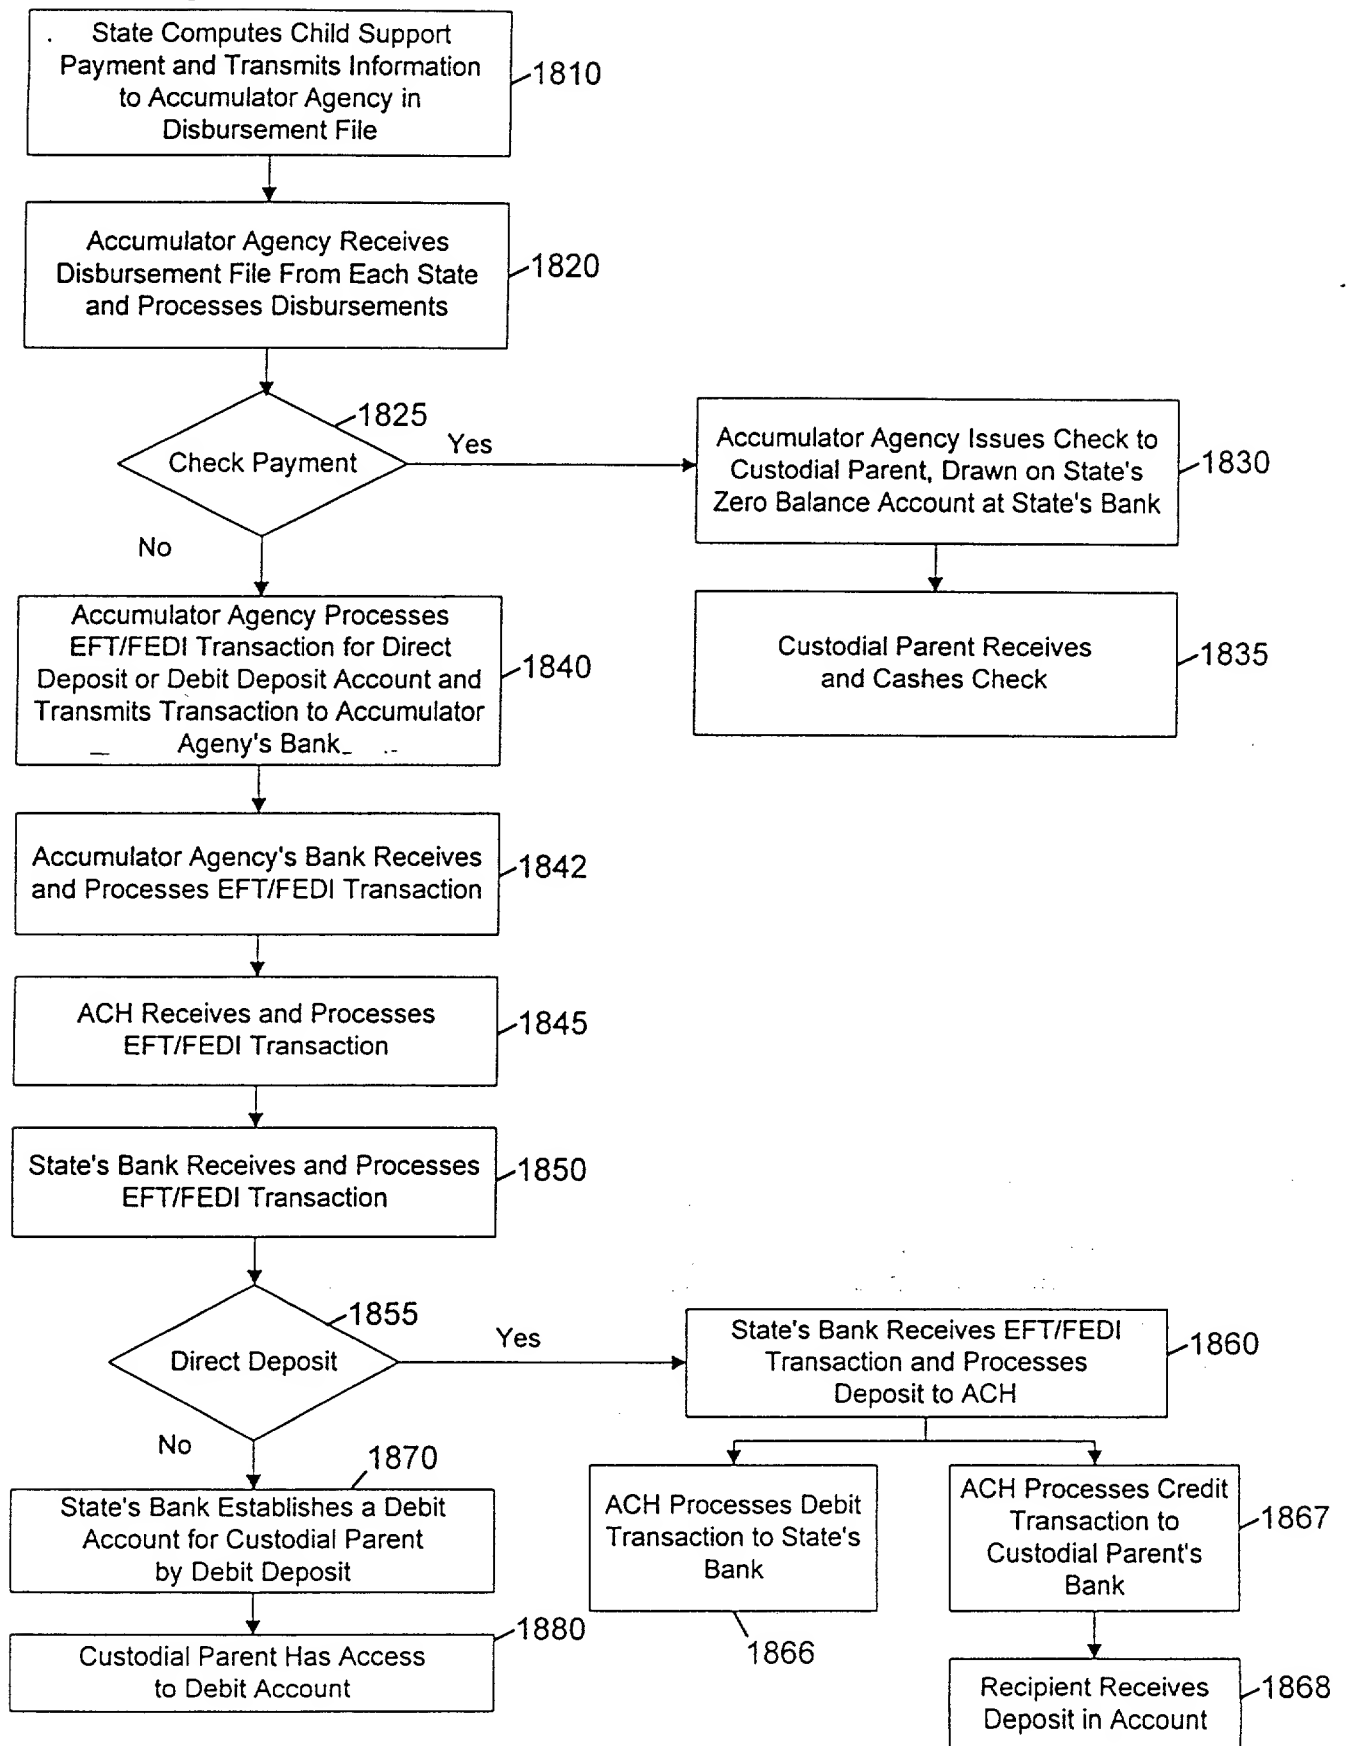 State Computes Child Support
Payment and Transmits Information
to Accumulator Agency in
Disbursement File
1810
Accumulator Agency Receives
Disbursement File From Each State
and Processes Disbursements
1820
1825
Check Payment
Yes
No
Accumulator Agency Issues Check to
Custodial Parent, Drawn on State's
Zero Balance Account at State's Bank
1830
Custodial Parent Receives
and Cashes Check
1835
Accumulator Agency Processes
EFT/FEDI Transaction for Direct
Deposit or Debit Deposit Account and
Transmits Transaction to Accumulator
Ageny's Bank
1840
Accumulator Agency's Bank Receives
and Processes EFT/FEDI Transaction
1842
ACH Receives and Processes
EFT/FEDI Transaction
1845
State's Bank Receives and Processes
EFT/FEDI Transaction
1850
1855
Direct Deposit
Yes
No
State's Bank Receives EFT/FEDI
Transaction and Processes
Deposit to ACH
1860
ACH Processes Debit
Transaction to State's
Bank
1866
ACH Processes Credit
Transaction to
Custodial Parent's
Bank
1867
Recipient Receives
Deposit in Account
1868
1870
State's Bank Establishes a Debit
Account for Custodial Parent
by Debit Deposit
1880
Custodial Parent Has Access
to Debit Account